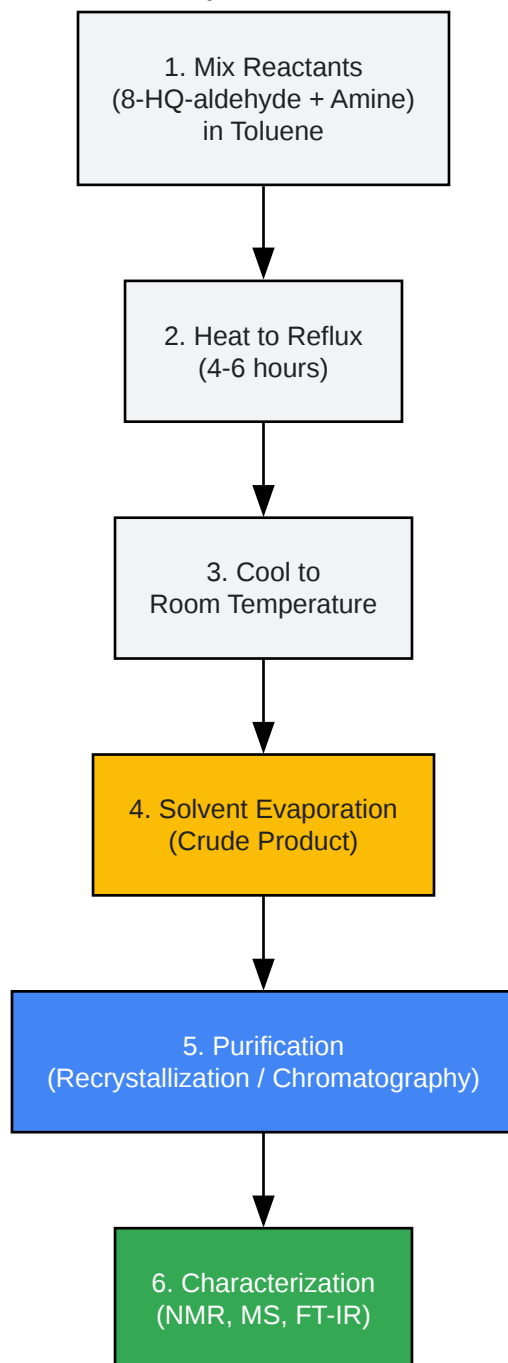 1. Mix Reactants
(8-HQ-aldehyde + Amine)
in Toluene
2. Heat to Reflux
(4-6 hours)
3. Cool to
Room Temperature
4. Solvent Evaporation
(Crude Product)
5. Purification
(Recrystallization / Chromatography)
6. Characterization
(NMR, MS, FT-IR)